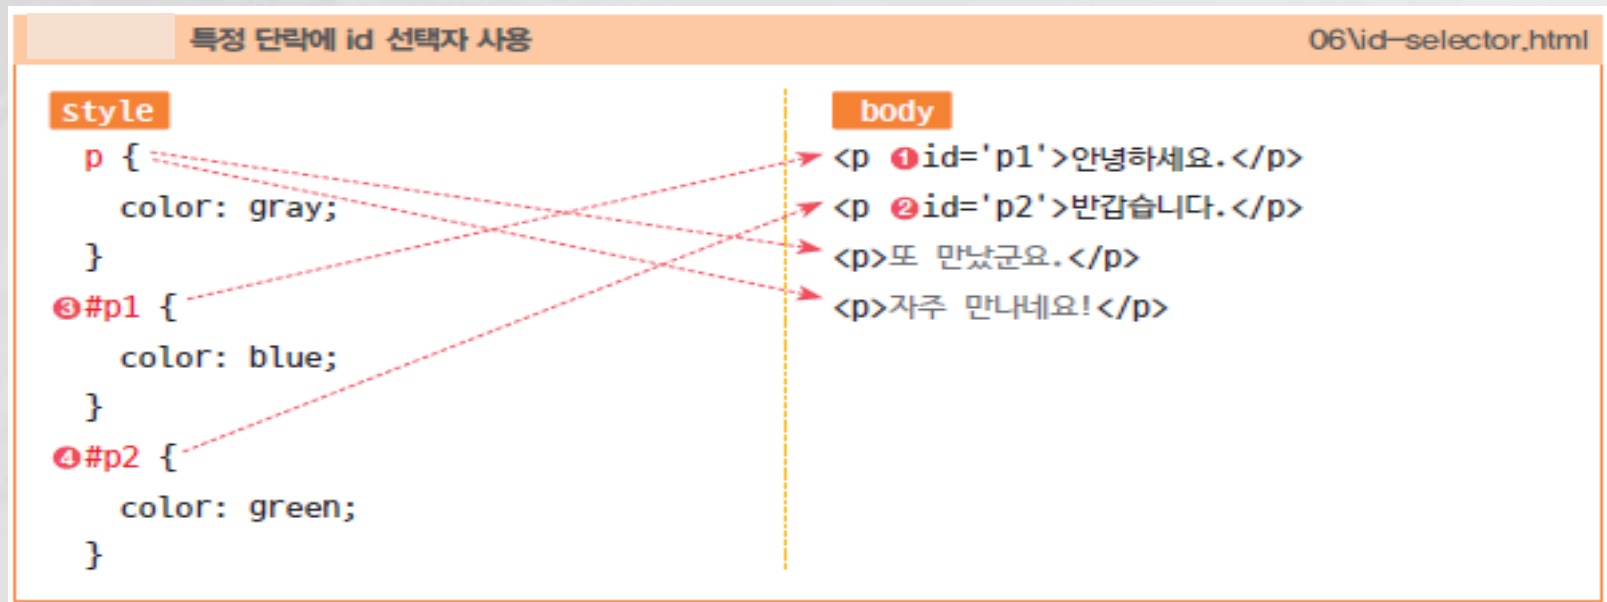 특정 단락에 id 선택자 사용
06\id-selector.html
style
p {
color: gray;
}
❸#p1 {
color: blue;
}
❹#p2 {
color: green;
}
body
<p ❶id='p1'>안녕하세요.</p>
<p ❷id='p2'>반갑습니다.</p>
<p>또 만났군요.</p>
<p>자주 만나네요!</p>